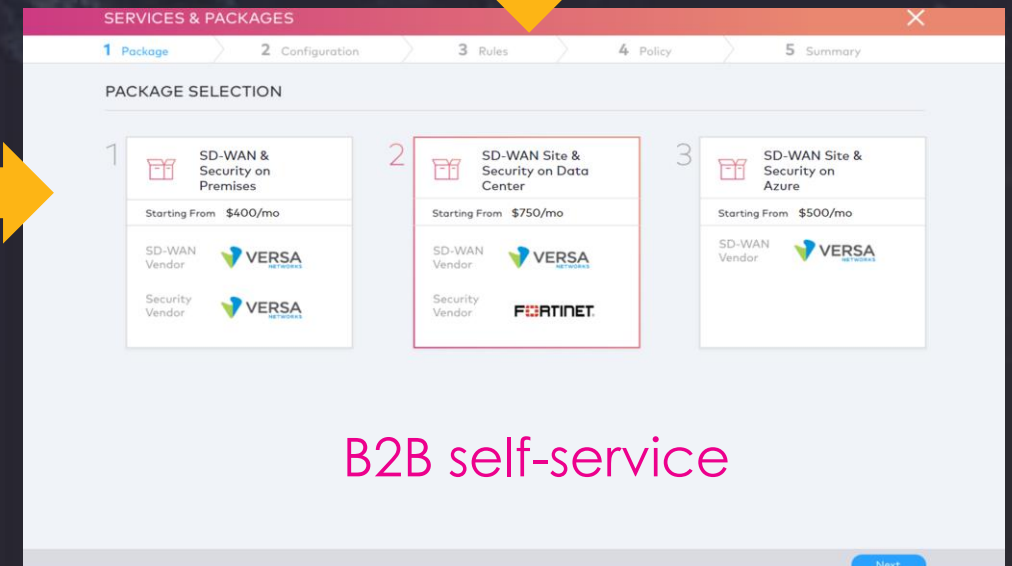 SERVICES & PACKAGES
1 Package
2 Configuration
3 Rules
4 Policy
5 Summary
PACKAGE SELECTION
1
SD-WAN &
Security on
Premises
Starting From $400/mo
SD-WAN
Vendor
VERSA
NETWORKS
Security
Vendor
VERSA
NETWORKS
2
SD-WAN Site &
Security on Data
Center
Starting From $750/mo
SD-WAN
Vendor
VERSA
NETWORKS
Security
Vendor
FORTINET
3
SD-WAN Site &
Security on
Azure
Starting From $500/mo
SD-WAN
Vendor
VERSA
NETWORKS
B2B self-service
Next